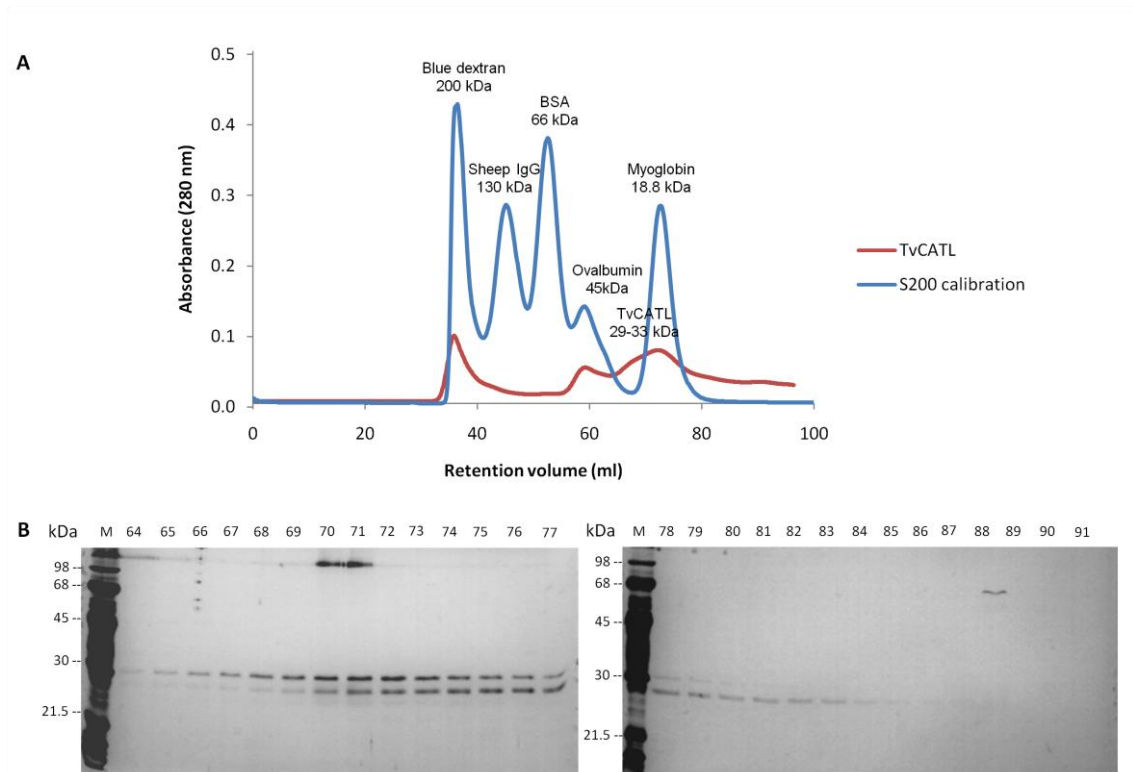 A
Absorbance (280 nm)
0.5
0.4
0.3
0.2
0.1
0.0
Blue dextran
200 kDa
Sheep IgG
130 kDa
BSA
66 kDa
Ovalbumin
45kDa
TvCATL
29-33 kDa
Myoglobin
18.8 kDa
TvCATL
S200 calibration
0 20 40 60 80 100
Retention volume (ml)
B
kDa M 64 65 66 67 68 69 70 71 72 73 74 75 76 77
98 --
68 --
45 --
30 --
21.5 --
kDa M 78 79 80 81 82 83 84 85 86 87 88 89 90 91
98 --
68 --
45 --
30 --
21.5 --